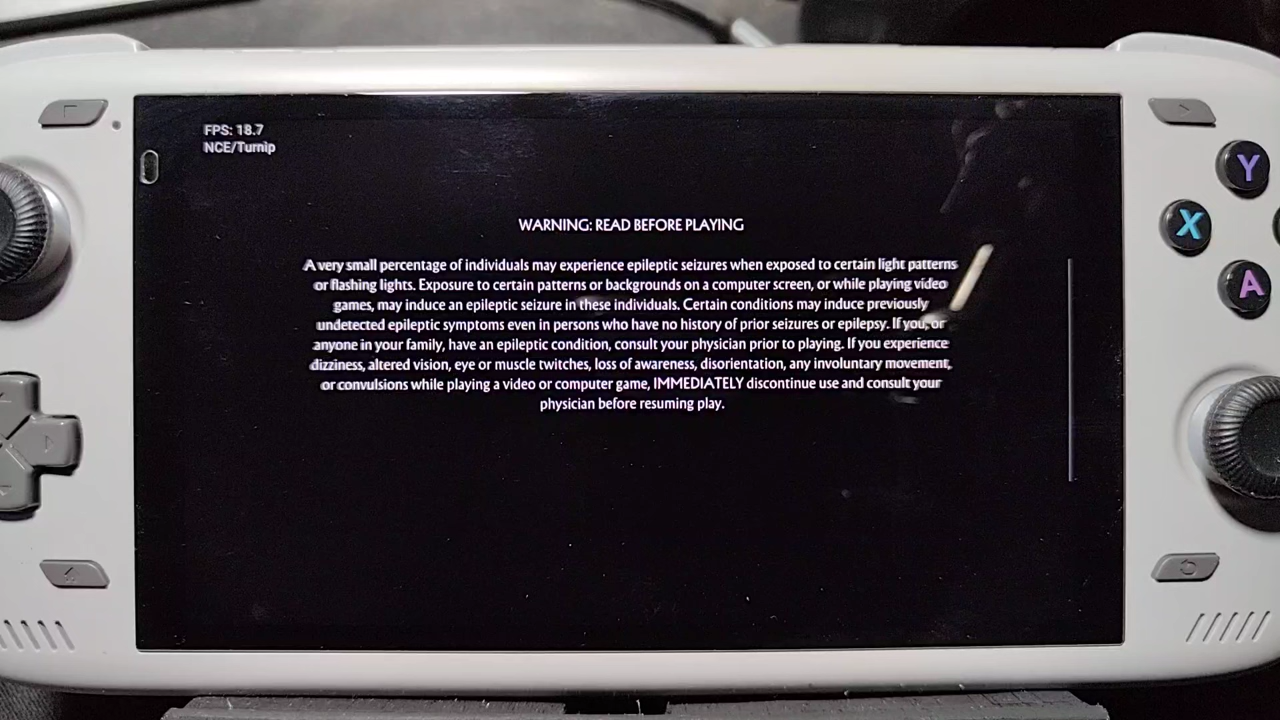 FPS: 18.7
NCE/Turnip
WARNING: READ BEFORE PLAYING
A very small percentage of individuals may experience epileptic seizures when exposed to certain light patterns
or flashing lights. Exposure to certain patterns or backgrounds on a computer screen, or while playing video
games, may induce an epileptic seizure in these individuals. Certain conditions may induce previously
undetected epileptic symptoms even in persons who have no history of prior seizures or epilepsy. If you, or
anyone in your family, have an epileptic condition, consult your physician prior to playing. If you experience
dizziness, altered vision, eye or muscle twitches, loss of awareness, disorientation, any involuntary movement,
or convulsions while playing a video or computer game, IMMEDIATELY discontinue use and consult your
physician before resuming play.
Y
X
A